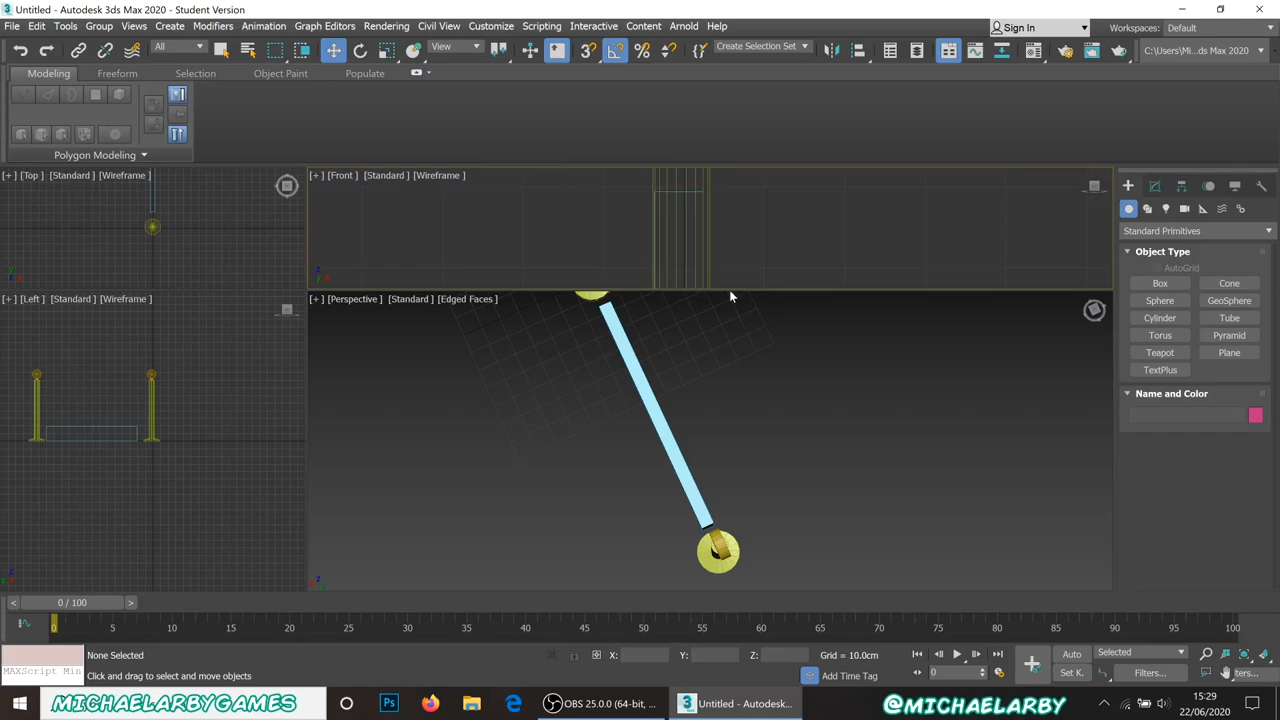 Untitled - Autodesk 3ds Max 2020 - Student Version
File Edit Tools Group Views Create Modifiers Animation Graph Editors Rendering Civil View Customize Scripting Interactive Content Arnold Help
Sign In
Workspaces: Default
All
View
Create Selection Set
C:\Users\Mi...ds Max 2020
Modeling Freeform Selection Object Paint Populate
Polygon Modeling
[+] [Top] [Standard] [Wireframe]
[+] [Front] [Standard] [Wireframe]
[+] [Left] [Standard] [Wireframe]
[+] [Perspective] [Standard] [Edged Faces]
Standard Primitives
Object Type
AutoGrid
Box Cone
Sphere GeoSphere
Cylinder Tube
Torus Pyramid
Teapot Plane
TextPlus
Name and Color
< 0 / 100 >
0 5 10 15 20 25 30 35 40 45 50 55 60 65 70 75 80 85 90 95 100
None Selected
X: Y: Z: Grid = 10.0cm
Auto Selected
MAXScript Min
Click and drag to select and move objects
Add Time Tag
0
Set K. Filters... ters...
MICHAELARBYGAMES
Ps
OBS 25.0.0 (64-bit, ...
3
MAX
Untitled - Autodesk...
@MICHAELARBY
15:29
22/06/2020